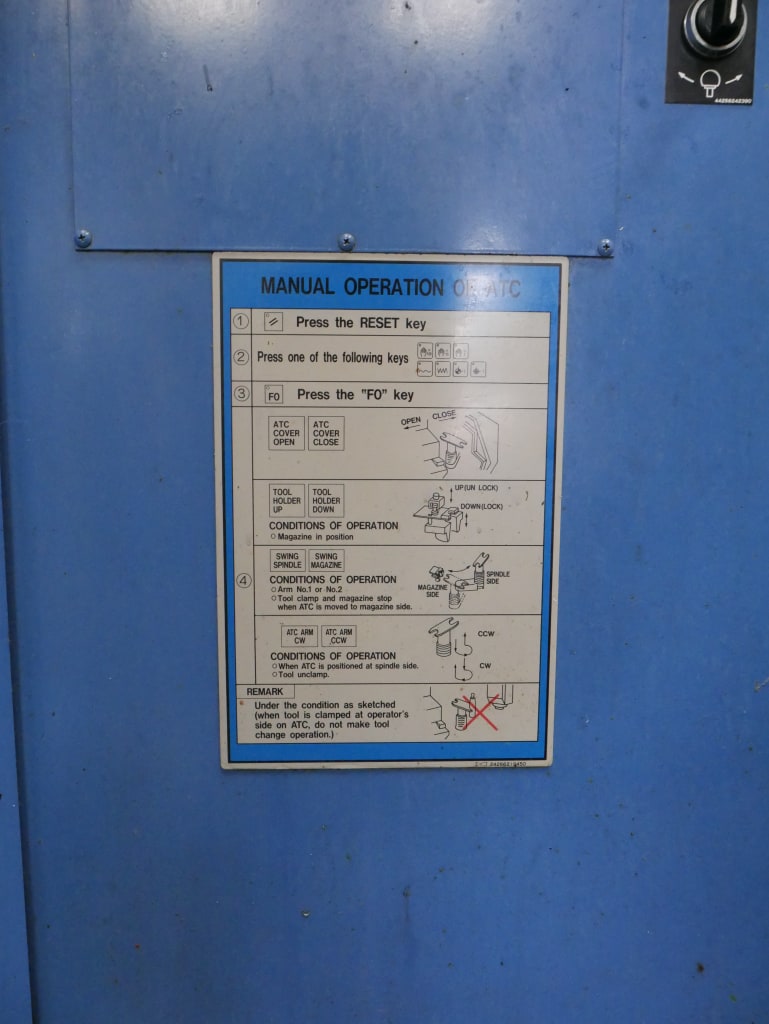 44256642390
MANUAL OPERATION OF ATC
① Press the RESET key
② Press one of the following keys
③ F0 Press the "F0" key
ATC COVER OPEN
ATC COVER CLOSE
OPEN
CLOSE
④
TOOL HOLDER UP
TOOL HOLDER DOWN
UP(UN LOCK)
DOWN(LOCK)
CONDITIONS OF OPERATION
○ Magazine in position
SWING SPINDLE
SWING MAGAZINE
CONDITIONS OF OPERATION
○ Arm No.1 or No.2
○ Tool clamp and magazine stop
when ATC is moved to magazine side.
MAGAZINE SIDE
SPINDLE SIDE
ATC ARM CW
ATC ARM CCW
CCW
CW
CONDITIONS OF OPERATION
○ When ATC is positioned at spindle side.
○ Tool unclamp.
REMARK
Under the condition as sketched
(when tool is clamped at operator's
side on ATC, do not make tool
change operation.)